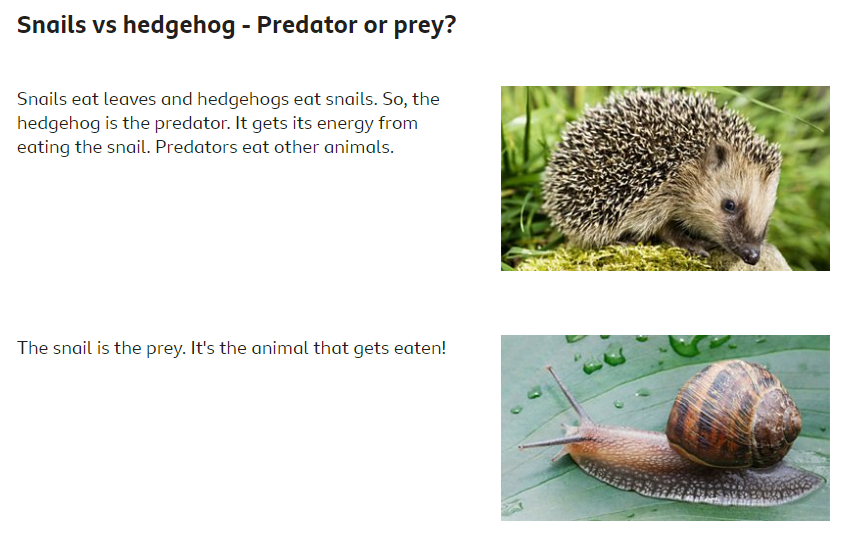 Snails vs hedgehog - Predator or prey?
Snails eat leaves and hedgehogs eat snails. So, the
hedgehog is the predator. It gets its energy from
eating the snail. Predators eat other animals.
The snail is the prey. It's the animal that gets eaten!